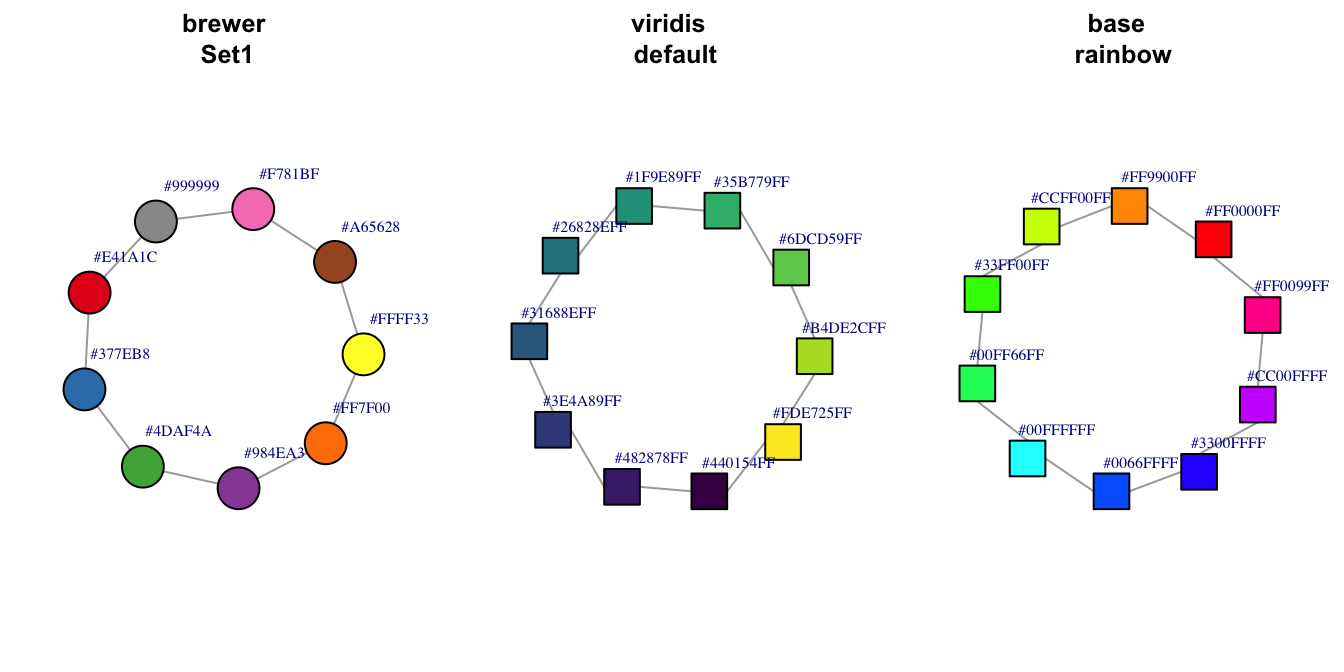 brewer
Set1
#999999
#F781BF
#A65628
#E41A1C
#FFFF33
#377EB8
#FF7F00
#4DAF4A
#984EA3
viridis
default
#1F9E89FF
#35B779FF
#26828EFF
#6DCD59FF
#31688EFF
#B4DE2CFF
#3E4A89FF
#FDE725FF
#482878FF
#440154FF
base
rainbow
#FF9900FF
#CCFF00FF
#FF0000FF
#33FF00FF
#FF0099FF
#00FF66FF
#CC00FFFF
#00FFFFFF
#3300FFFF
#0066FFFF